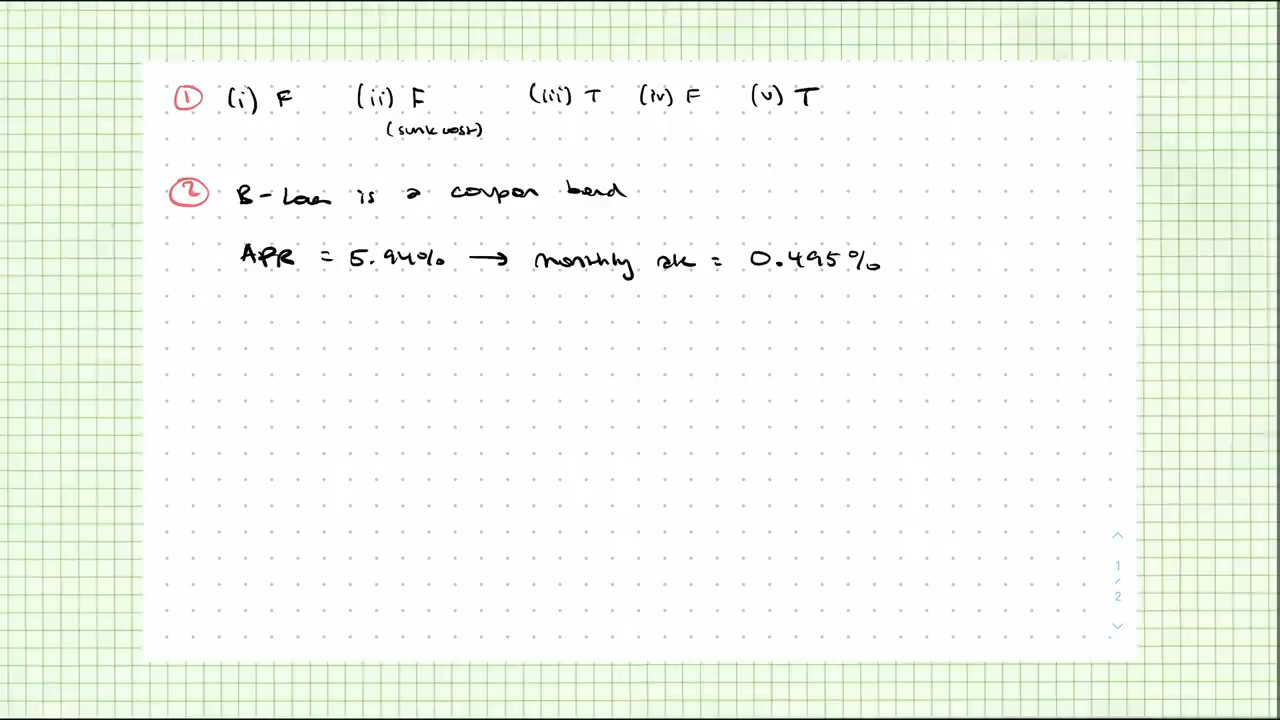 ① (i) F (ii) F (iii) T (iv) F (v) T
(sunk cost)
② B-Loan is a coupon bond
APR = 5.94% → monthly = 0.495%
1
/
2